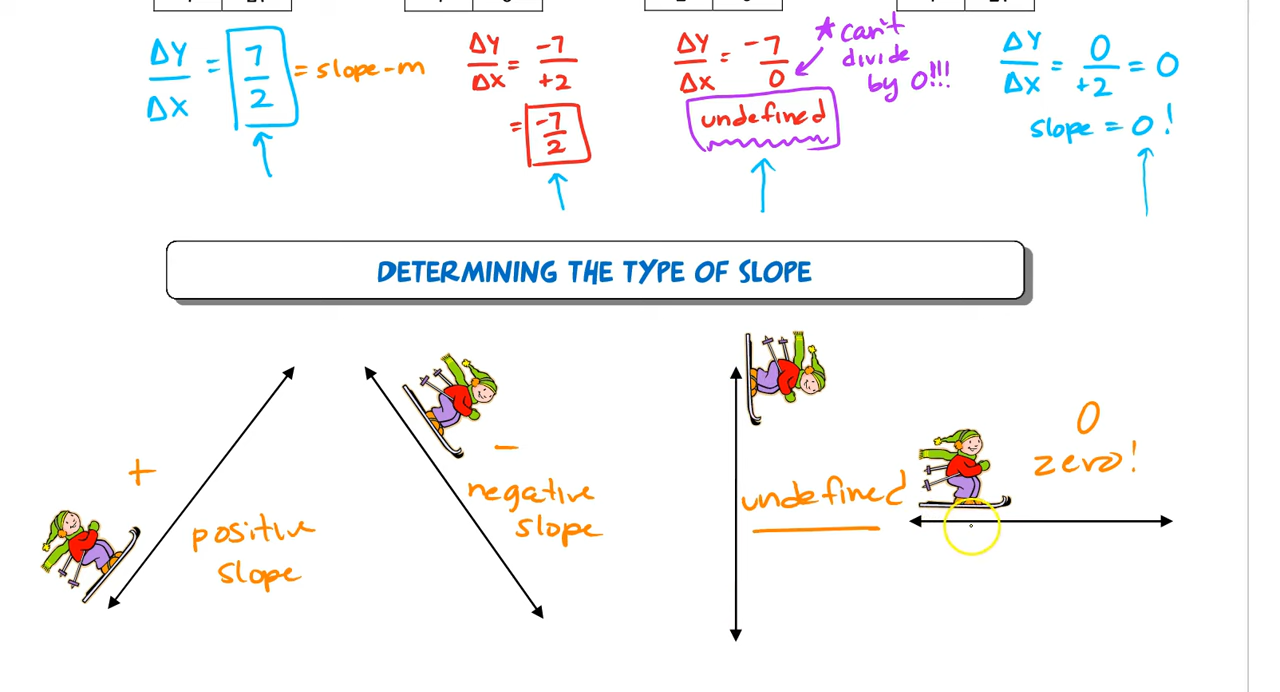 ΔY/ΔX = 7/2 = slope - m
ΔY/ΔX = -7/+2
= -7/2
ΔY/ΔX = -7/0
undefined
* can't
divide
by 0!!!
ΔY/ΔX = 0/+2 = 0
slope = 0!
DETERMINING THE TYPE OF SLOPE
+
positive
slope
-
negative
slope
undefined
0
zero!